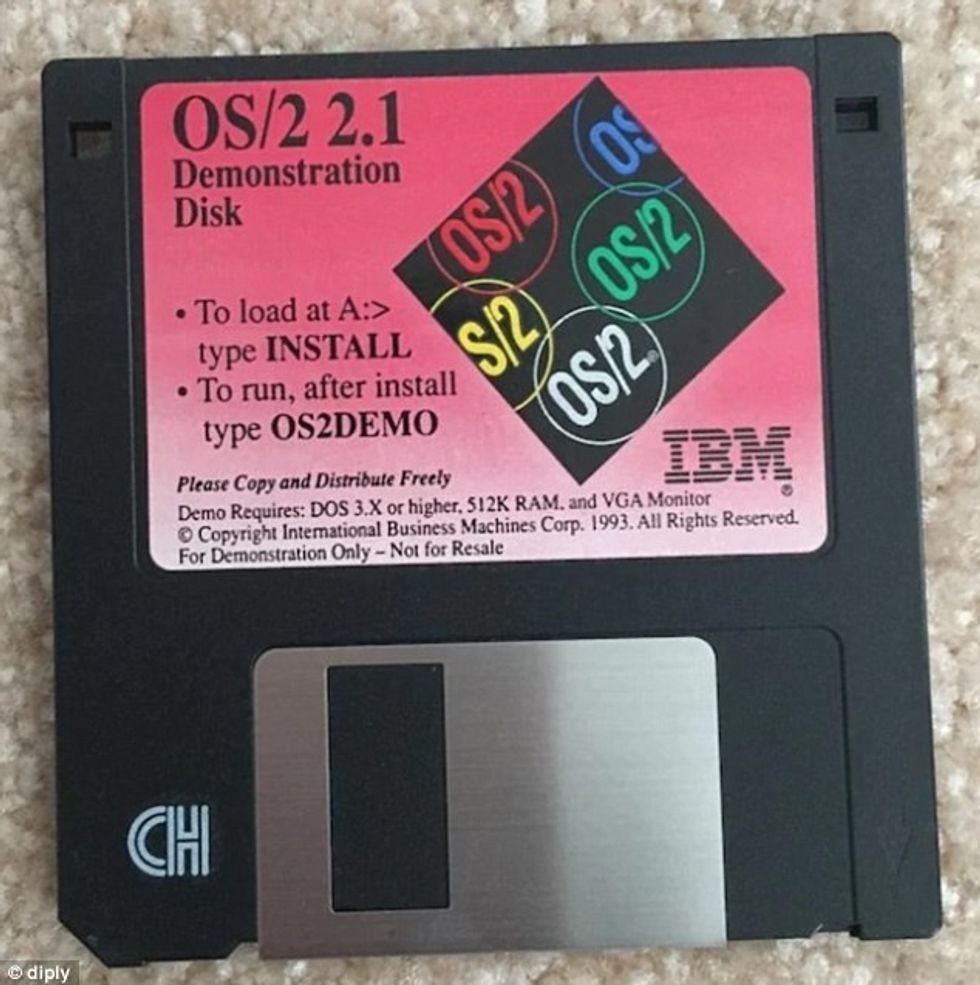 OS/2 2.1
Demonstration
Disk
• To load at A:>
type INSTALL
• To run, after install
type OS2DEMO
OS
OS/2
OS/2
S/2
OS/2®
IBM®
Please Copy and Distribute Freely
Demo Requires: DOS 3.X or higher, 512K RAM, and VGA Monitor
© Copyright International Business Machines Corp. 1993. All Rights Reserved.
For Demonstration Only – Not for Resale
CH
© diply